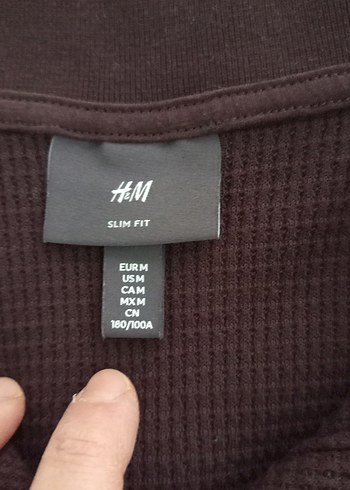 H&M
SLIM FIT
EUR M
US M
CA M
MX M
CN
180/100A